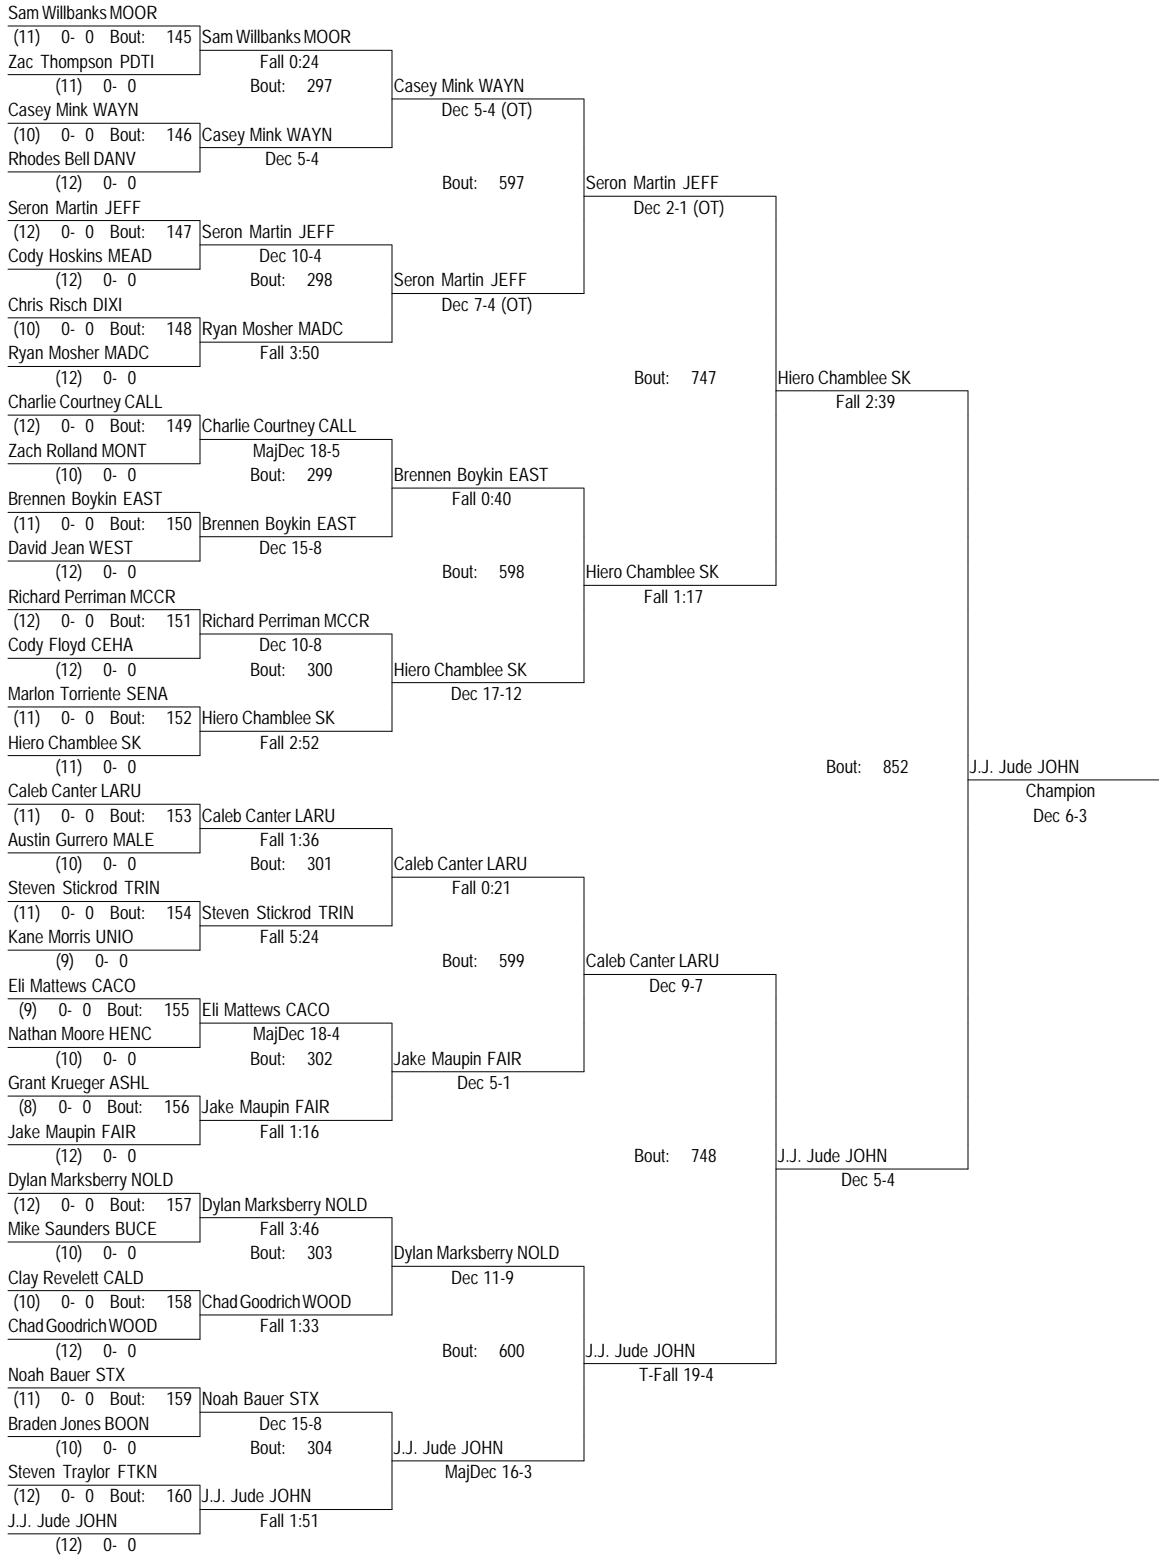 Sam Willbanks MOOR
(11) 0- 0 Bout: 145 Sam Willbanks MOOR
Zac Thompson PDTI Fall 0:24
(11) 0- 0 Bout: 297 Casey Mink WAYN
Casey Mink WAYN Dec 5-4 (OT)
(10) 0- 0 Bout: 146 Casey Mink WAYN
Rhodes Bell DANV Dec 5-4
(12) 0- 0 Bout: 597 Seron Martin JEFF
Seron Martin JEFF Dec 2-1 (OT)
(12) 0- 0 Bout: 147 Seron Martin JEFF
Cody Hoskins MEAD Dec 10-4
(12) 0- 0 Bout: 298 Seron Martin JEFF
Chris Risch DIXI Dec 7-4 (OT)
(10) 0- 0 Bout: 148 Ryan Mosher MADC
Ryan Mosher MADC Fall 3:50
(12) 0- 0 Bout: 747 Hiero Chamblee SK
Charlie Courtney CALL Fall 2:39
(12) 0- 0 Bout: 149 Charlie Courtney CALL
Zach Rolland MONT MajDec 18-5
(10) 0- 0 Bout: 299 Brennen Boykin EAST
Brennen Boykin EAST Fall 0:40
(11) 0- 0 Bout: 150 Brennen Boykin EAST
David Jean WEST Dec 15-8
(12) 0- 0 Bout: 598 Hiero Chamblee SK
Richard Perriman MCCR Fall 1:17
(12) 0- 0 Bout: 151 Richard Perriman MCCR
Cody Floyd CEHA Dec 10-8
(12) 0- 0 Bout: 300 Hiero Chamblee SK
Marlon Torriente SENA Dec 17-12
(11) 0- 0 Bout: 152 Hiero Chamblee SK
Hiero Chamblee SK Fall 2:52
(11) 0- 0 Bout: 852 J.J. Jude JOHN
Caleb Canter LARU Champion
(11) 0- 0 Bout: 153 Caleb Canter LARU Dec 6-3
Austin Gurrero MALE Fall 1:36
(10) 0- 0 Bout: 301 Caleb Canter LARU
Steven Stickrod TRIN Fall 0:21
(11) 0- 0 Bout: 154 Steven Stickrod TRIN
Kane Morris UNIO Fall 5:24
(9) 0- 0 Bout: 599 Caleb Canter LARU
Eli Mattews CACO Dec 9-7
(9) 0- 0 Bout: 155 Eli Mattews CACO
Nathan Moore HENC MajDec 18-4
(10) 0- 0 Bout: 302 Jake Maupin FAIR
Grant Krueger ASHL Dec 5-1
(8) 0- 0 Bout: 156 Jake Maupin FAIR
Jake Maupin FAIR Fall 1:16
(12) 0- 0 Bout: 748 J.J. Jude JOHN
Dylan Marksberry NOLD Dec 5-4
(12) 0- 0 Bout: 157 Dylan Marksberry NOLD
Mike Saunders BUCE Fall 3:46
(10) 0- 0 Bout: 303 Dylan Marksberry NOLD
Clay Revelett CALD Dec 11-9
(10) 0- 0 Bout: 158 Chad Goodrich WOOD
Chad Goodrich WOOD Fall 1:33
(12) 0- 0 Bout: 600 J.J. Jude JOHN
Noah Bauer STX T-Fall 19-4
(11) 0- 0 Bout: 159 Noah Bauer STX
Braden Jones BOON Dec 15-8
(10) 0- 0 Bout: 304 J.J. Jude JOHN
Steven Traylor FTKN MajDec 16-3
(12) 0- 0 Bout: 160 J.J. Jude JOHN
J.J. Jude JOHN Fall 1:51
(12) 0- 0